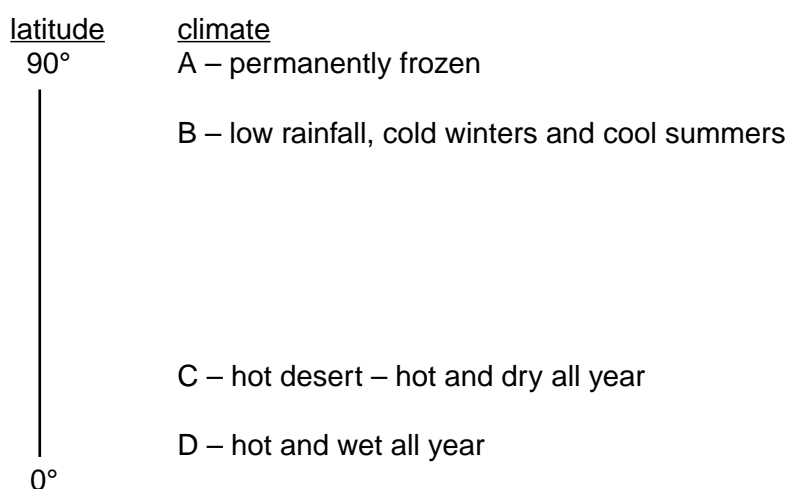 latitude climate
90° A – permanently frozen
B – low rainfall, cold winters and cool summers
C – hot desert – hot and dry all year
D – hot and wet all year
0°